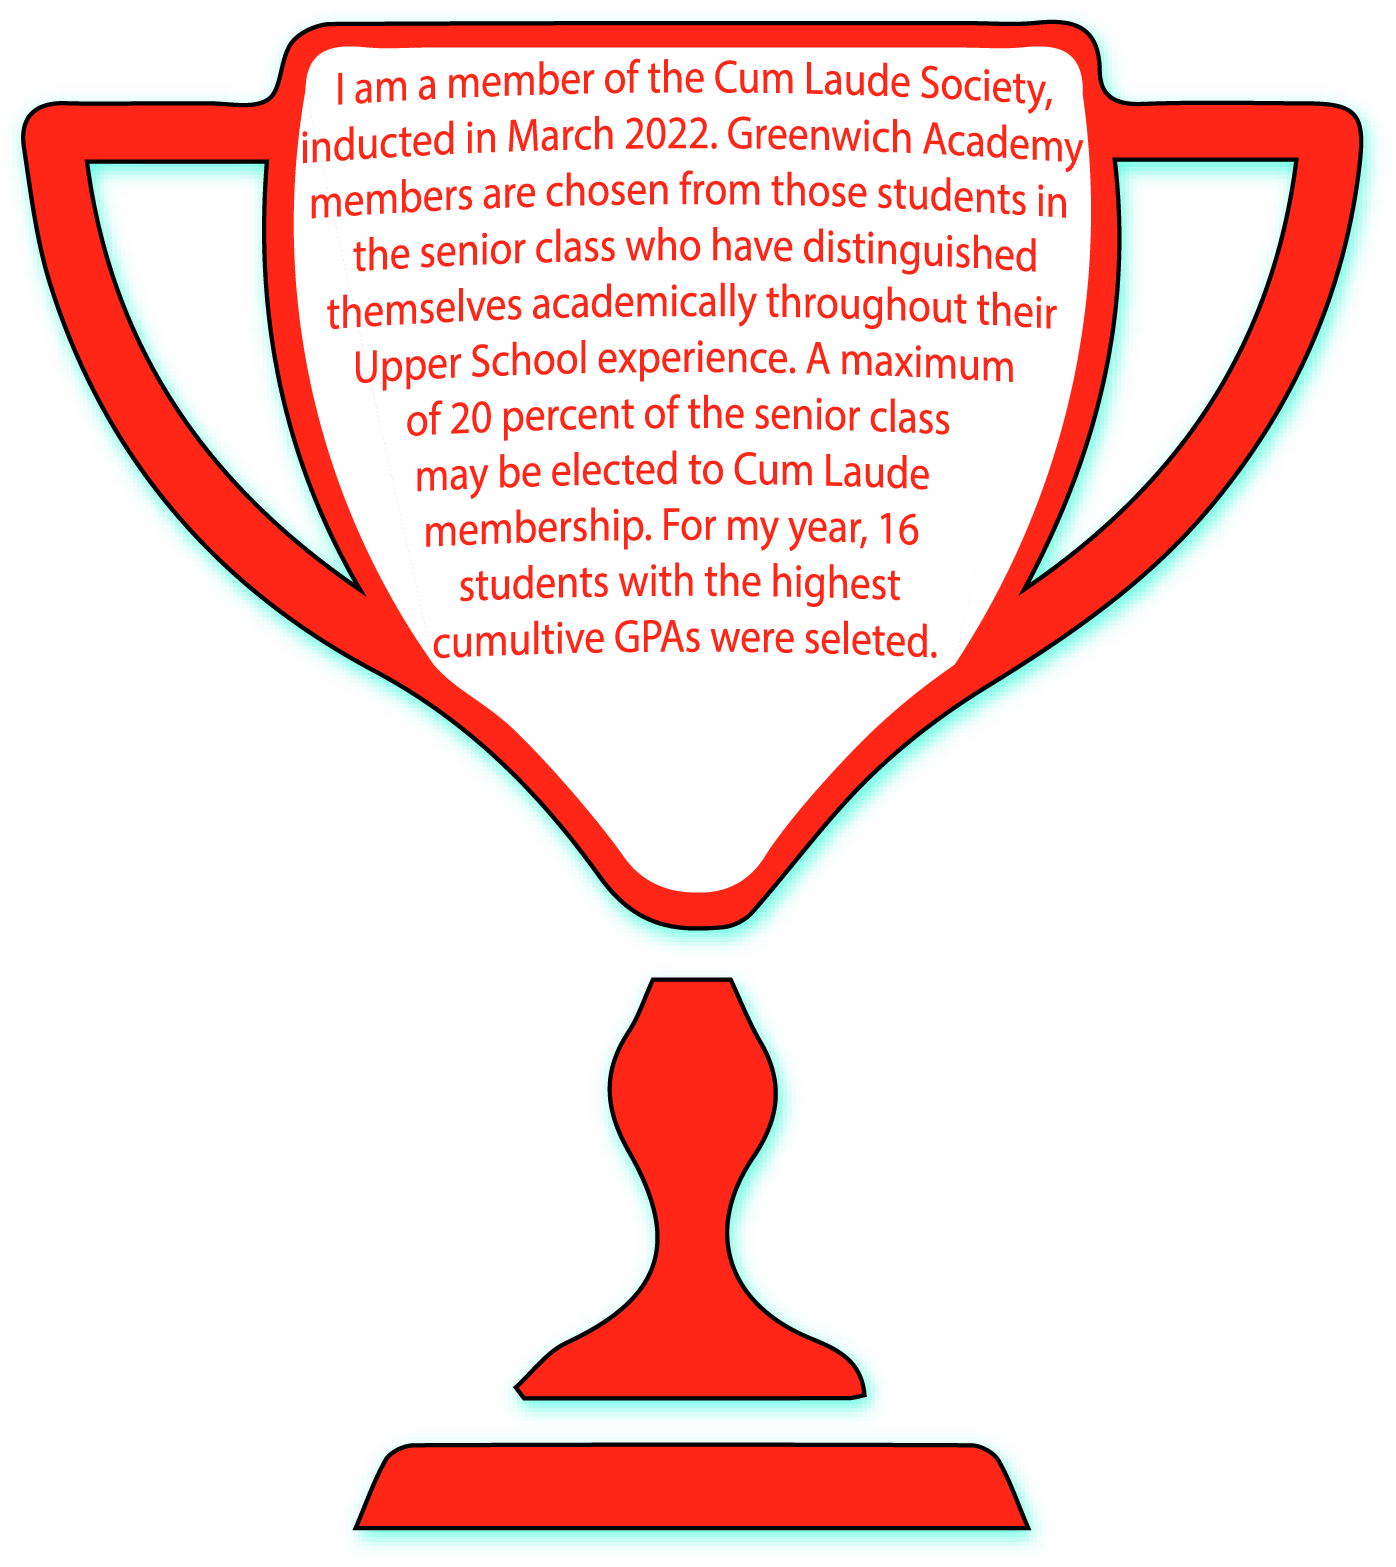 I am a member of the Cum Laude Society,
inducted in March 2022. Greenwich Academy
members are chosen from those students in
the senior class who have distinguished
themselves academically throughout their
Upper School experience. A maximum
of 20 percent of the senior class
may be elected to Cum Laude
membership. For my year, 16
students with the highest
cumultive GPAs were seleted.